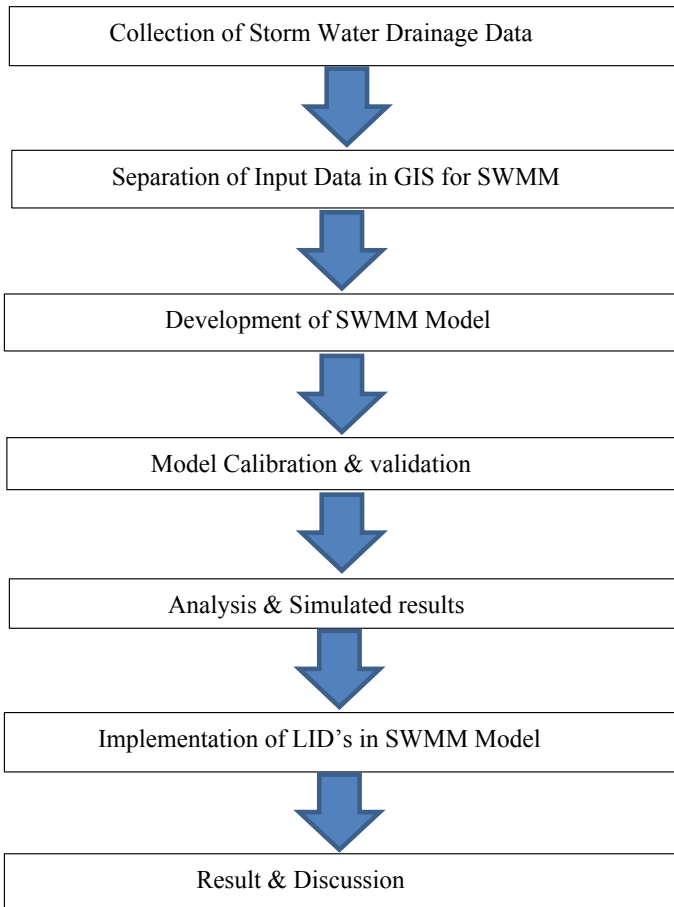 Collection of Storm Water Drainage Data
Separation of Input Data in GIS for SWMM
Development of SWMM Model
Model Calibration & validation
Analysis & Simulated results
Implementation of LID’s in SWMM Model
Result & Discussion